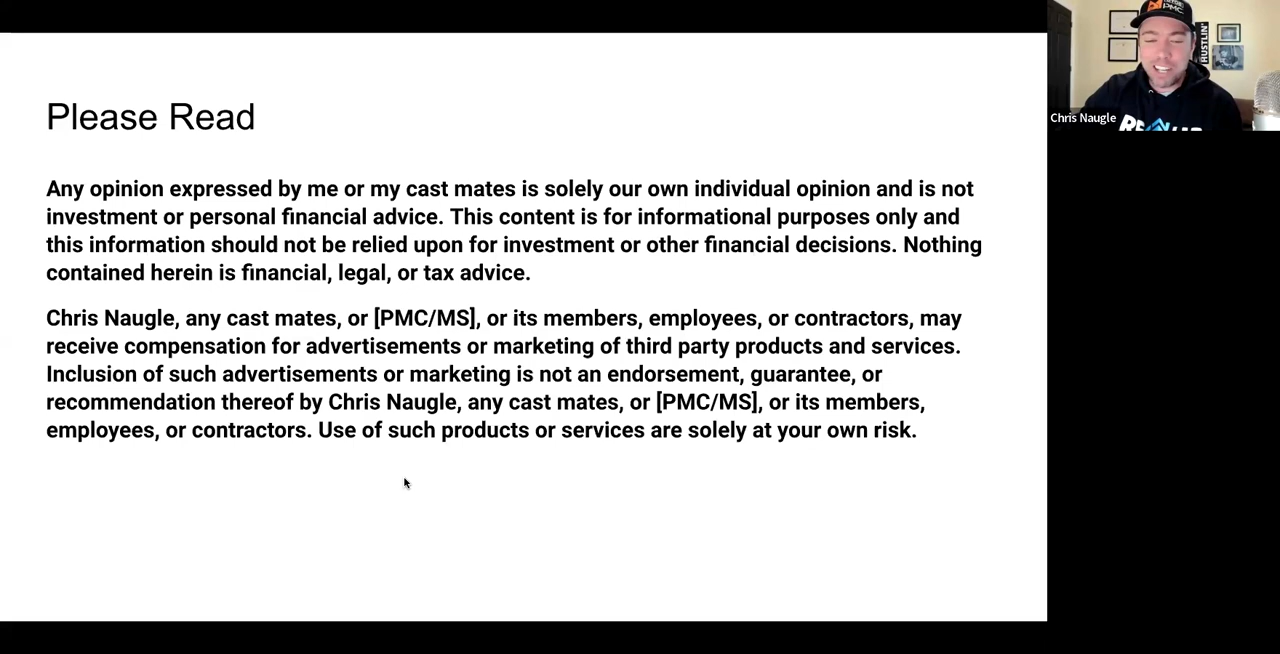 Please Read
Any opinion expressed by me or my cast mates is solely our own individual opinion and is not
investment or personal financial advice. This content is for informational purposes only and
this information should not be relied upon for investment or other financial decisions. Nothing
contained herein is financial, legal, or tax advice.
Chris Naugle, any cast mates, or [PMC/MS], or its members, employees, or contractors, may
receive compensation for advertisements or marketing of third party products and services.
Inclusion of such advertisements or marketing is not an endorsement, guarantee, or
recommendation thereof by Chris Naugle, any cast mates, or [PMC/MS], or its members,
employees, or contractors. Use of such products or services are solely at your own risk.
PMC
HUSTLIN'
Chris Naugle